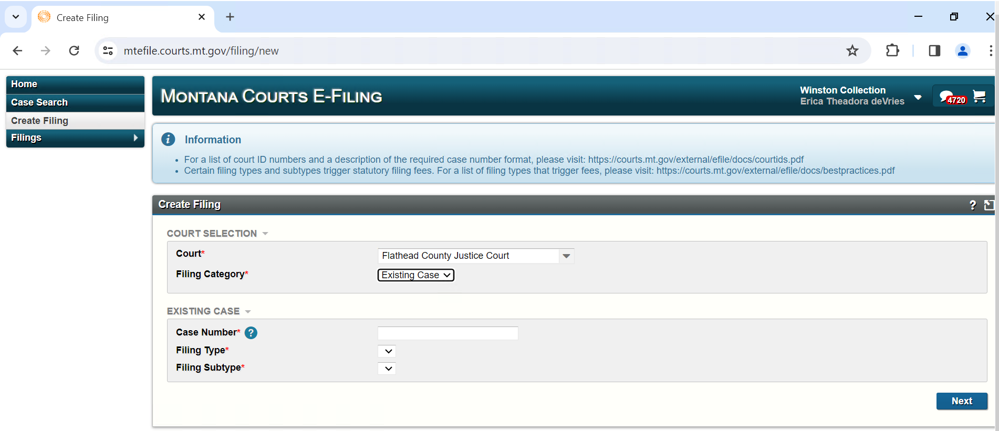 Create Filing
mtefile.courts.mt.gov/filing/new
Home
Case Search
Create Filing
Filings
MONTANA COURTS E-FILING
Winston Collection
Erica Theadora deVries
4720
Information
• For a list of court ID numbers and a description of the required case number format, please visit: https://courts.mt.gov/external/efile/docs/courtids.pdf
• Certain filing types and subtypes trigger statutory filing fees. For a list of filing types that trigger fees, please visit: https://courts.mt.gov/external/efile/docs/bestpractices.pdf
Create Filing ?
COURT SELECTION
Court* Flathead County Justice Court
Filing Category* Existing Case
EXISTING CASE
Case Number* ?
Filing Type*
Filing Subtype*
Next